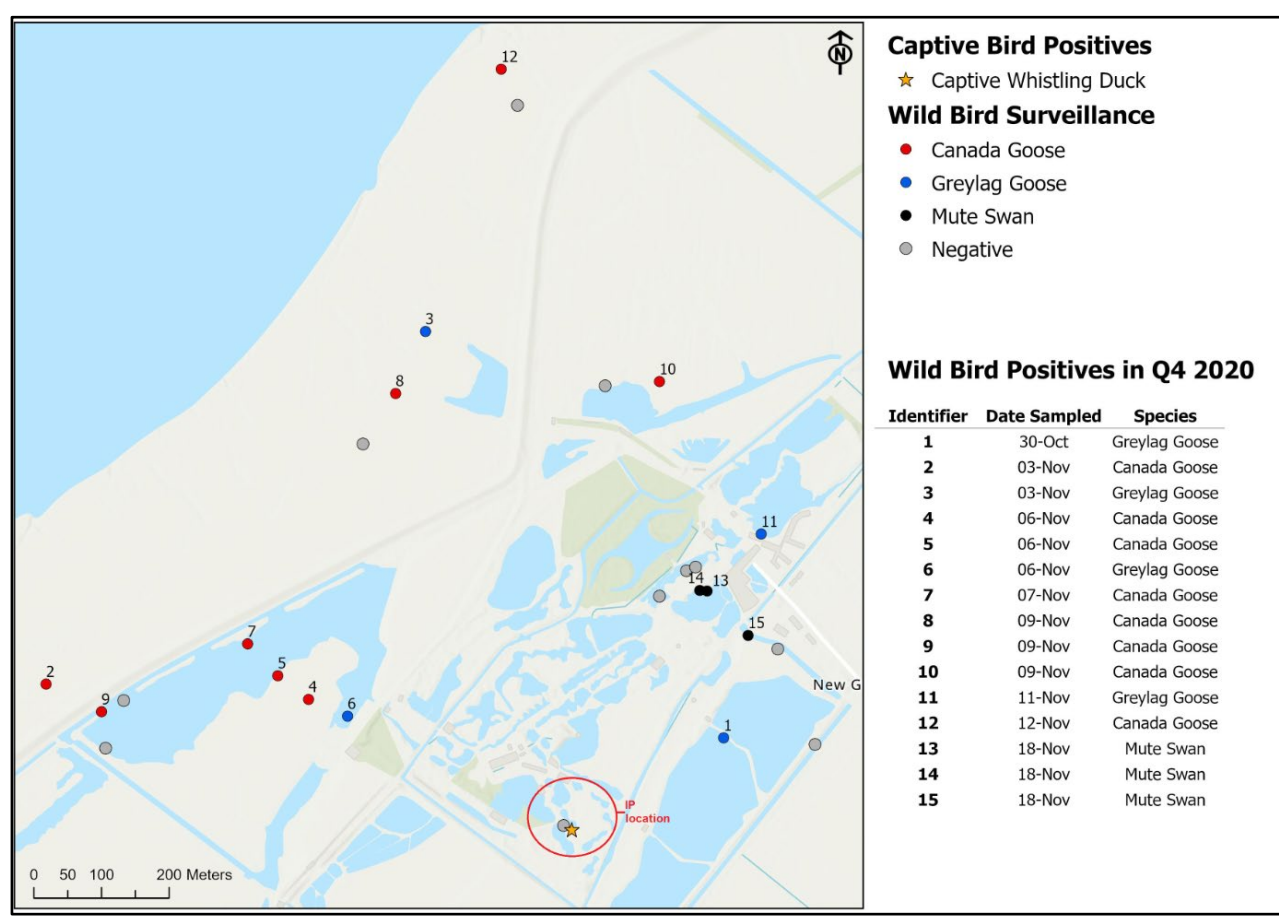 12
N
3
8
10
11
14 13
15
7
5
2
4
9
6
1
New G
IP
location
0 50 100 200 Meters
Captive Bird Positives
Captive Whistling Duck
Wild Bird Surveillance
Canada Goose
Greylag Goose
Mute Swan
Negative
Wild Bird Positives in Q4 2020
Identifier Date Sampled Species
1 30-Oct Greylag Goose
2 03-Nov Canada Goose
3 03-Nov Greylag Goose
4 06-Nov Canada Goose
5 06-Nov Canada Goose
6 06-Nov Greylag Goose
7 07-Nov Canada Goose
8 09-Nov Canada Goose
9 09-Nov Canada Goose
10 09-Nov Canada Goose
11 11-Nov Greylag Goose
12 12-Nov Canada Goose
13 18-Nov Mute Swan
14 18-Nov Mute Swan
15 18-Nov Mute Swan